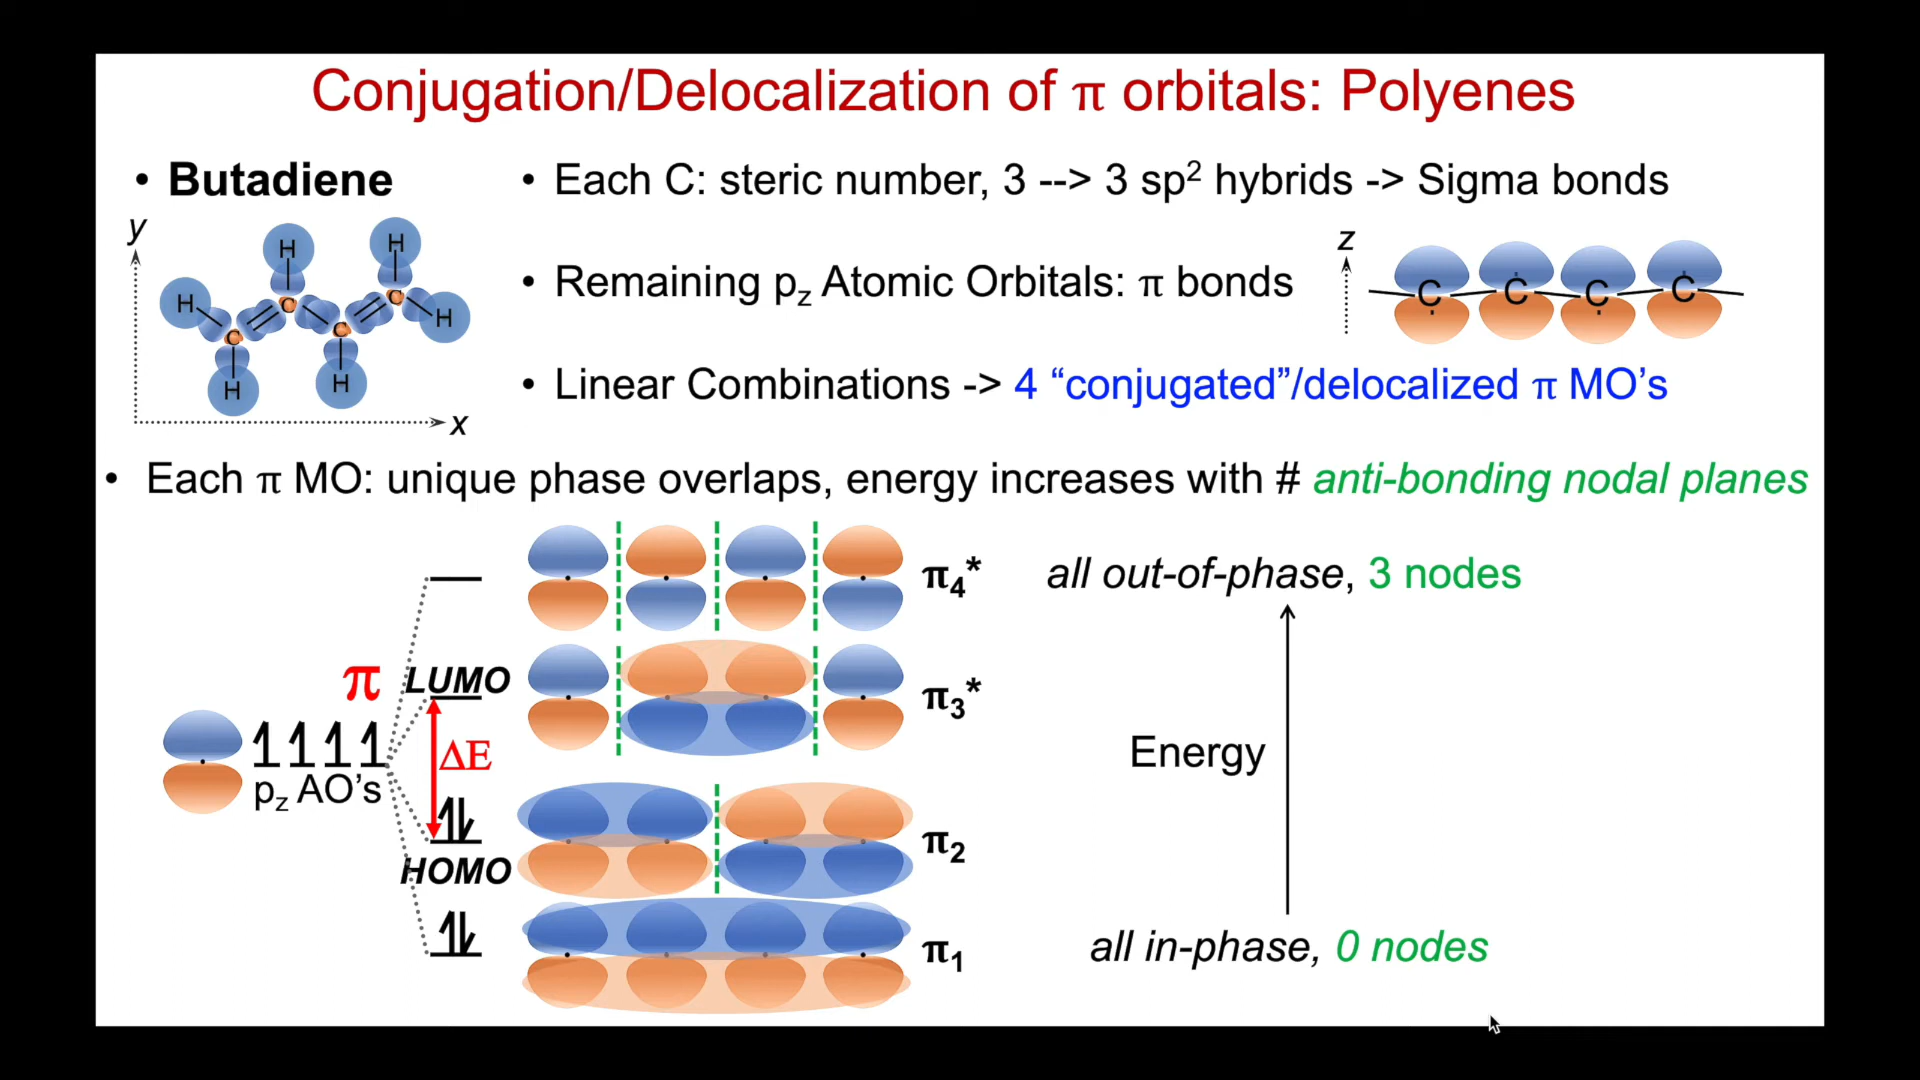 Conjugation/Delocalization of π orbitals: Polyenes
• Butadiene
• Each C: steric number, 3 --> 3 sp² hybrids -> Sigma bonds
y
H
H
H
H
C
C
C
C
H
H
x
• Remaining p_z Atomic Orbitals: π bonds
z
C C C C
• Linear Combinations -> 4 “conjugated”/delocalized π MO’s
• Each π MO: unique phase overlaps, energy increases with # anti-bonding nodal planes
π₄*
all out-of-phase, 3 nodes
π
LUMO
π₃*
ΔE
Energy
p_z AO’s
π₂
HOMO
π₁
all in-phase, 0 nodes